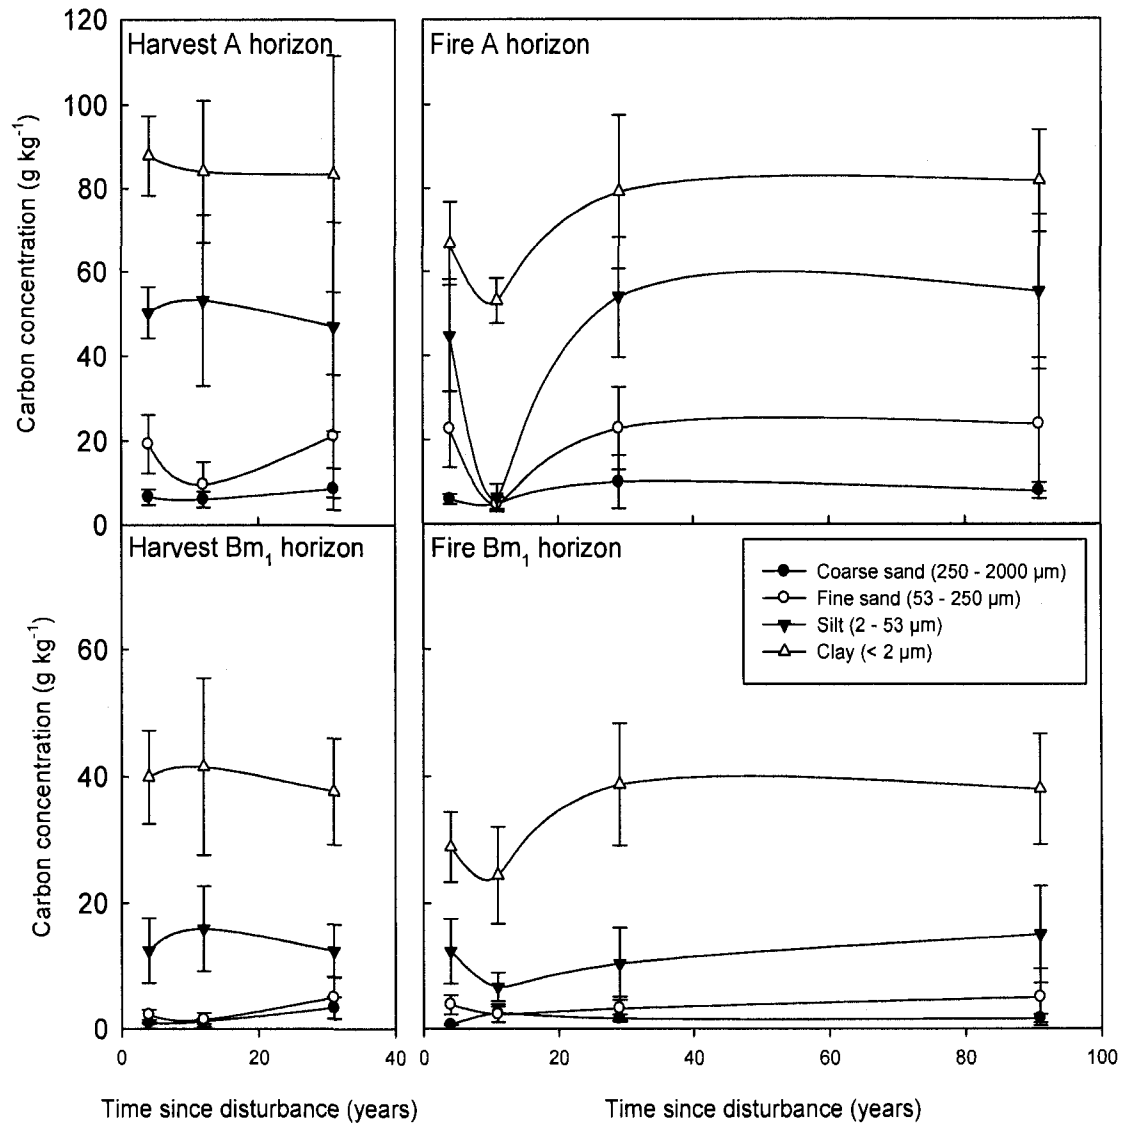 Harvest A horizon
Fire A horizon
120
100
80
60
40
20
0
Carbon concentration (g kg⁻¹)
Harvest Bm₁ horizon
Fire Bm₁ horizon
Coarse sand (250 - 2000 µm)
Fine sand (53 - 250 µm)
Silt (2 - 53 µm)
Clay (< 2 µm)
60
40
20
0
Carbon concentration (g kg⁻¹)
0 20 40 0 20 40 60 80 100
Time since disturbance (years) Time since disturbance (years)